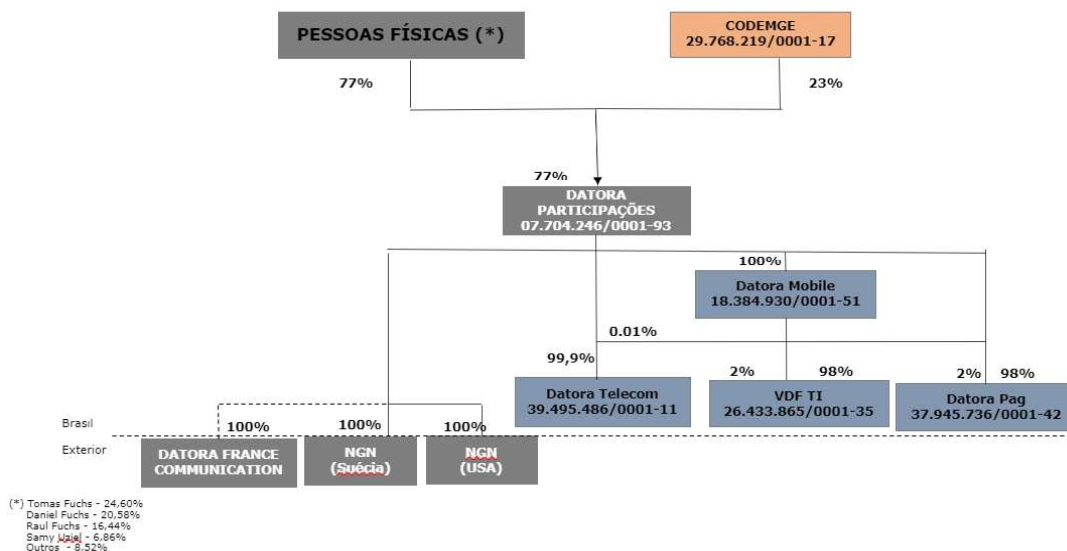 PESSOAS FÍSICAS (*)
CODEMGE
29.768.219/0001-17
77%
23%
77%
DATORA
PARTICIPAÇÕES
07.704.246/0001-93
100%
Datora Mobile
18.384.930/0001-51
0.01%
99,9%
2%
98%
2%
98%
Datora Telecom
39.495.486/0001-11
VDF TI
26.433.865/0001-35
Datora Pag
37.945.736/0001-42
Brasil
100%
100%
100%
Exterior
DATORA FRANCE
COMMUNICATION
NGN
(Suécia)
NGN
(USA)
(*) Tomas Fuchs - 24,60%
Daniel Fuchs - 20,58%
Raul Fuchs - 16,44%
Samy Uziel - 6,86%
Outros - 8,52%